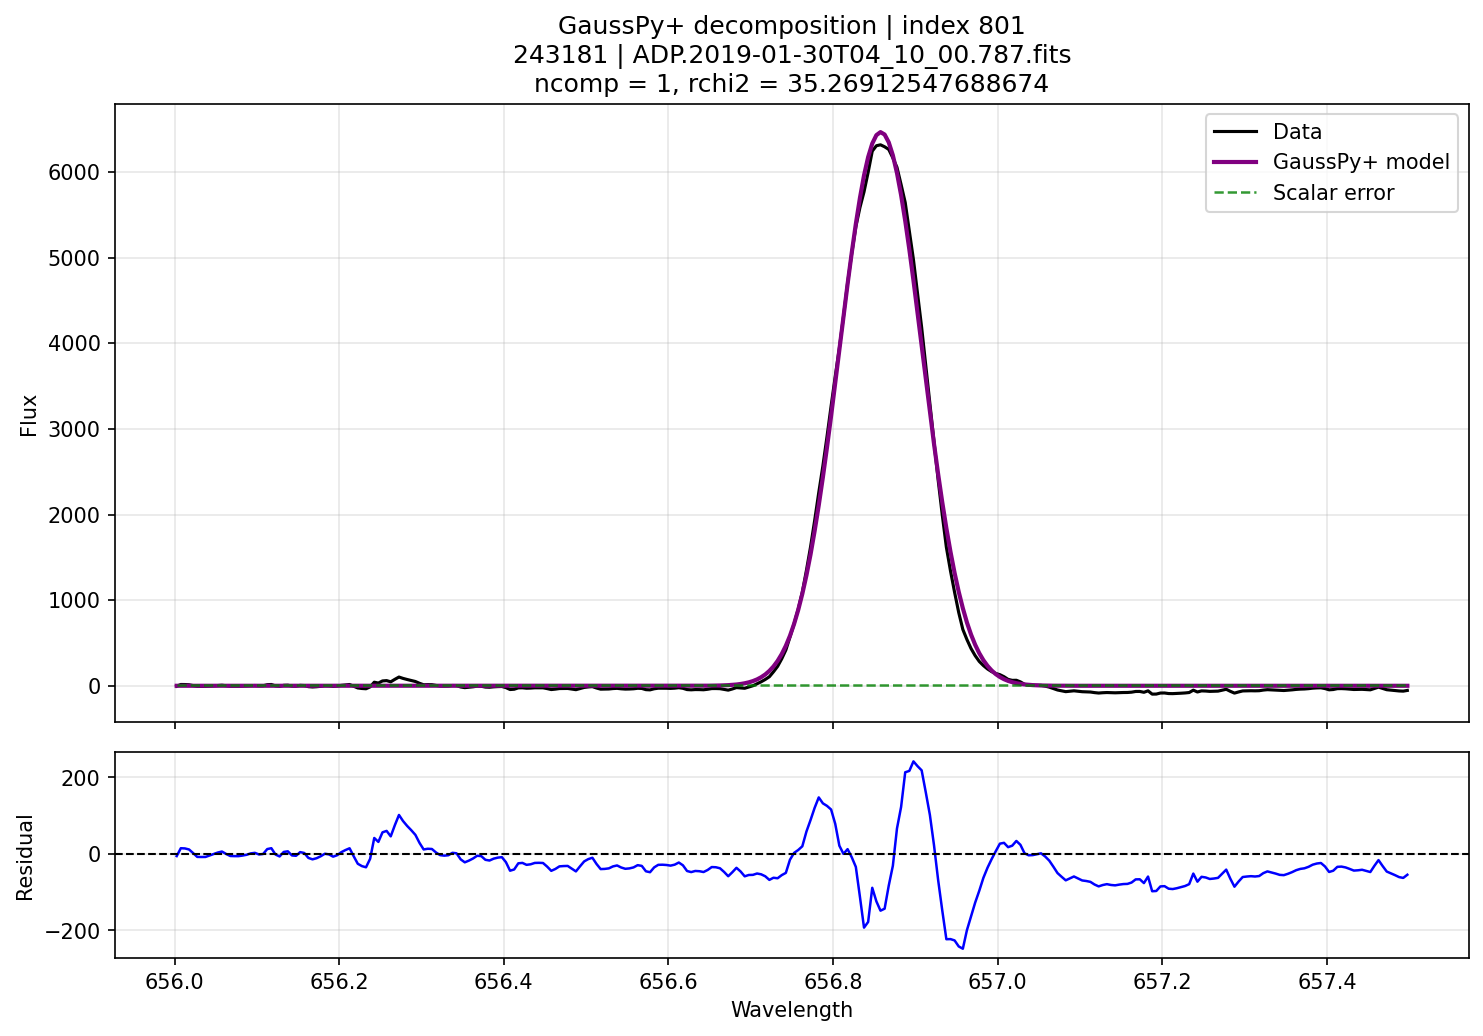 GaussPy+ decomposition | index 801
243181 | ADP.2019-01-30T04_10_00.787.fits
ncomp = 1, rchi2 = 35.26912547688674
Data
GaussPy+ model
Scalar error
Flux
6000
5000
4000
3000
2000
1000
0
Residual
200
0
−200
656.0
656.2
656.4
656.6
656.8
657.0
657.2
657.4
Wavelength